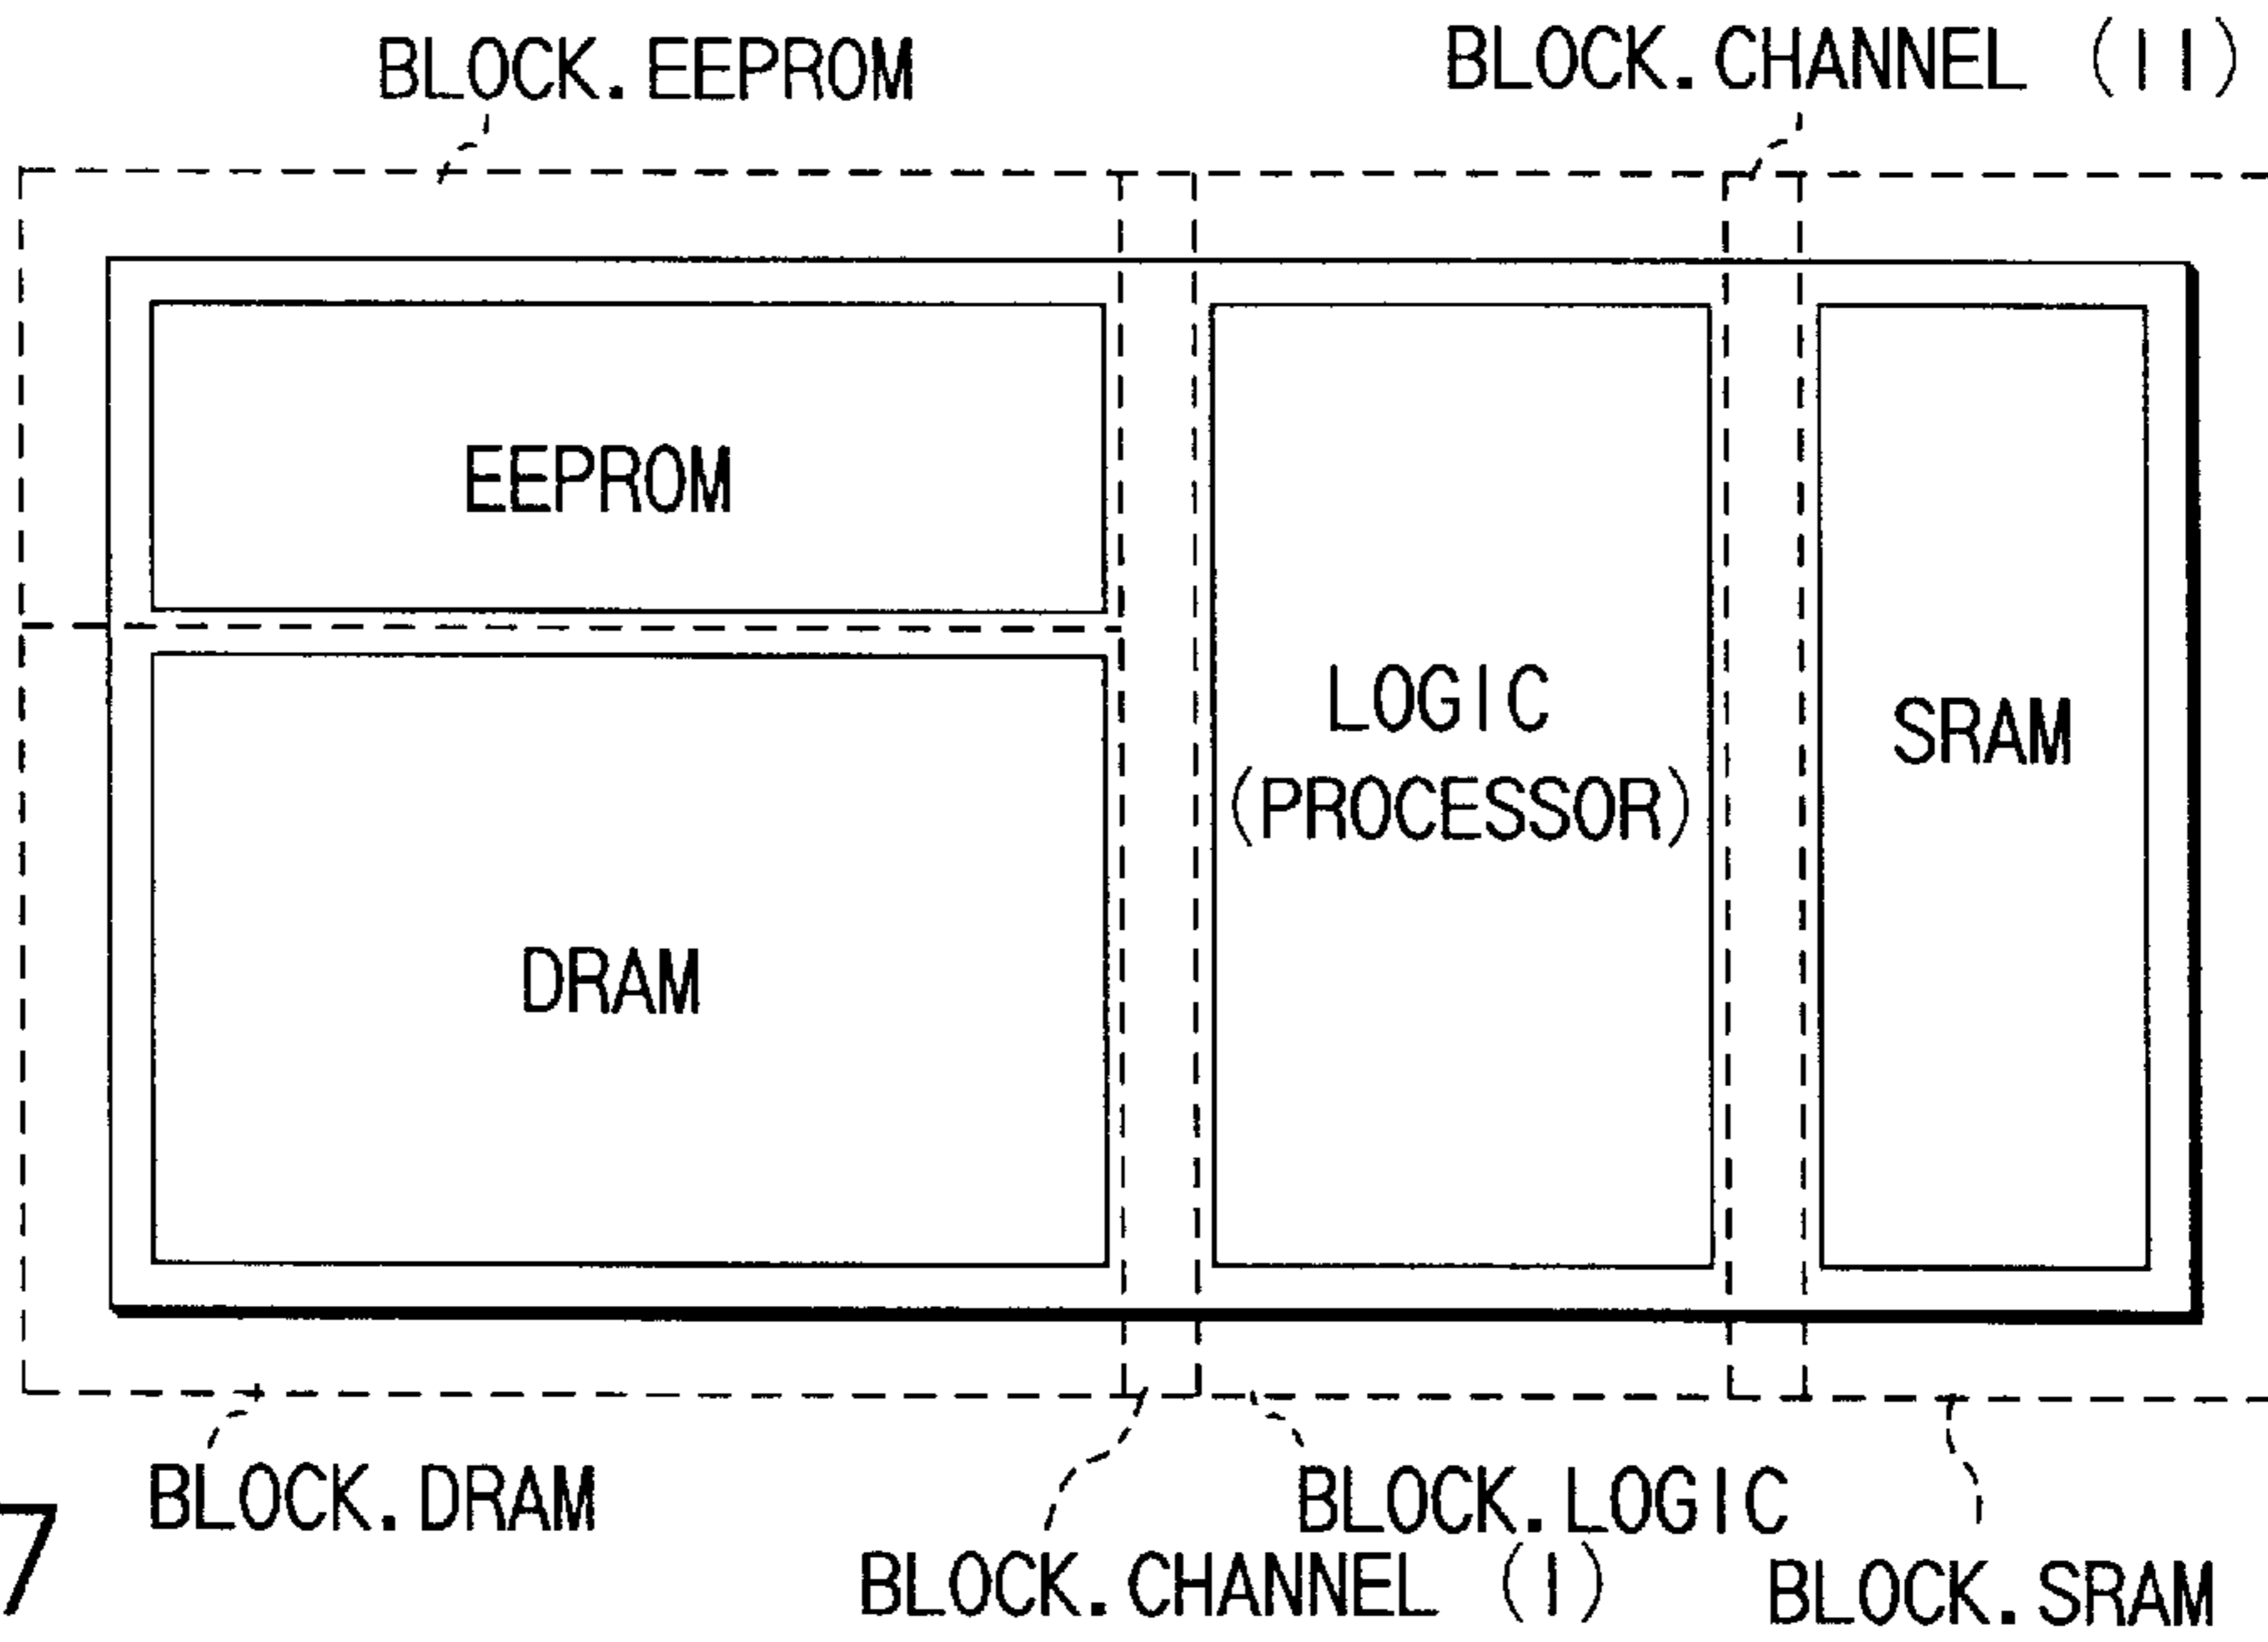 BLOCK.EEPROM
BLOCK.CHANNEL (II)
EEPROM
LOGIC
(PROCESSOR)
SRAM
DRAM
BLOCK.DRAM
BLOCK.LOGIC
7
BLOCK.CHANNEL (I)
BLOCK.SRAM